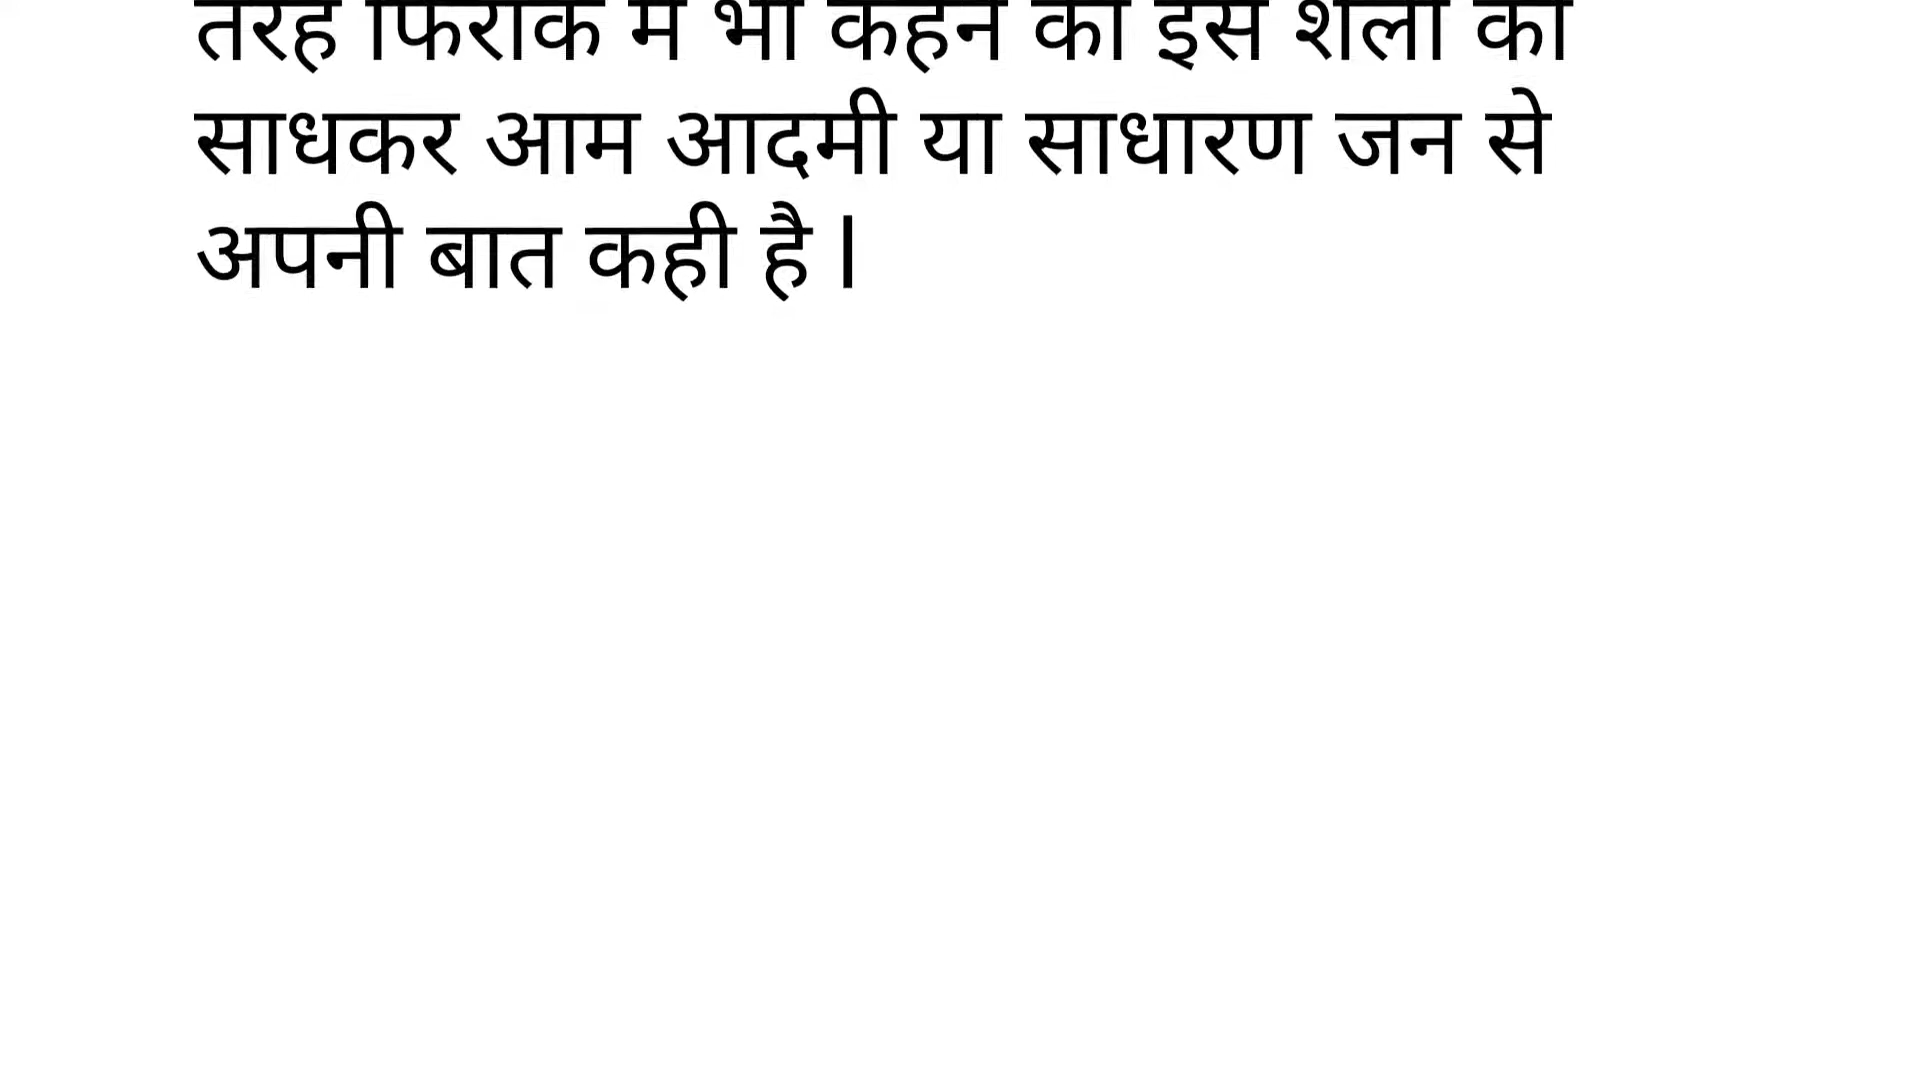 तरह फिराक भी कहने की इस शैली को
साधकर आम आदमी या साधारण जन से
अपनी बात कही है l